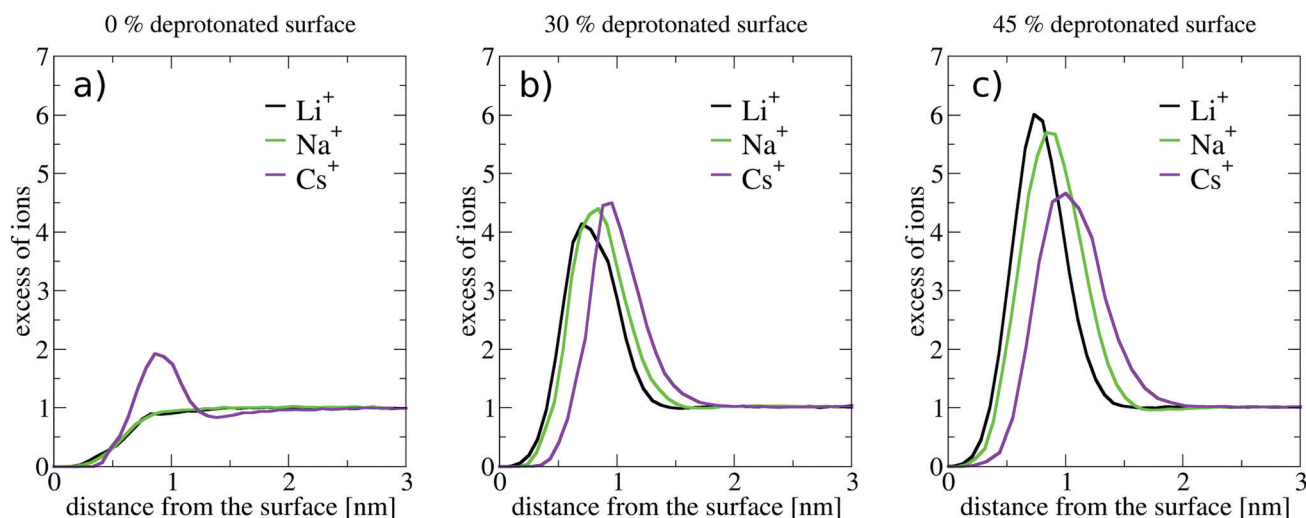 0 % deprotonated surface
a)
Li+
Na+
Cs+
excess of ions
7
6
5
4
3
2
1
0
0 1 2 3
distance from the surface [nm]
30 % deprotonated surface
b)
Li+
Na+
Cs+
excess of ions
7
6
5
4
3
2
1
0
0 1 2 3
distance from the surface [nm]
45 % deprotonated surface
c)
Li+
Na+
Cs+
excess of ions
7
6
5
4
3
2
1
0
0 1 2 3
distance from the surface [nm]